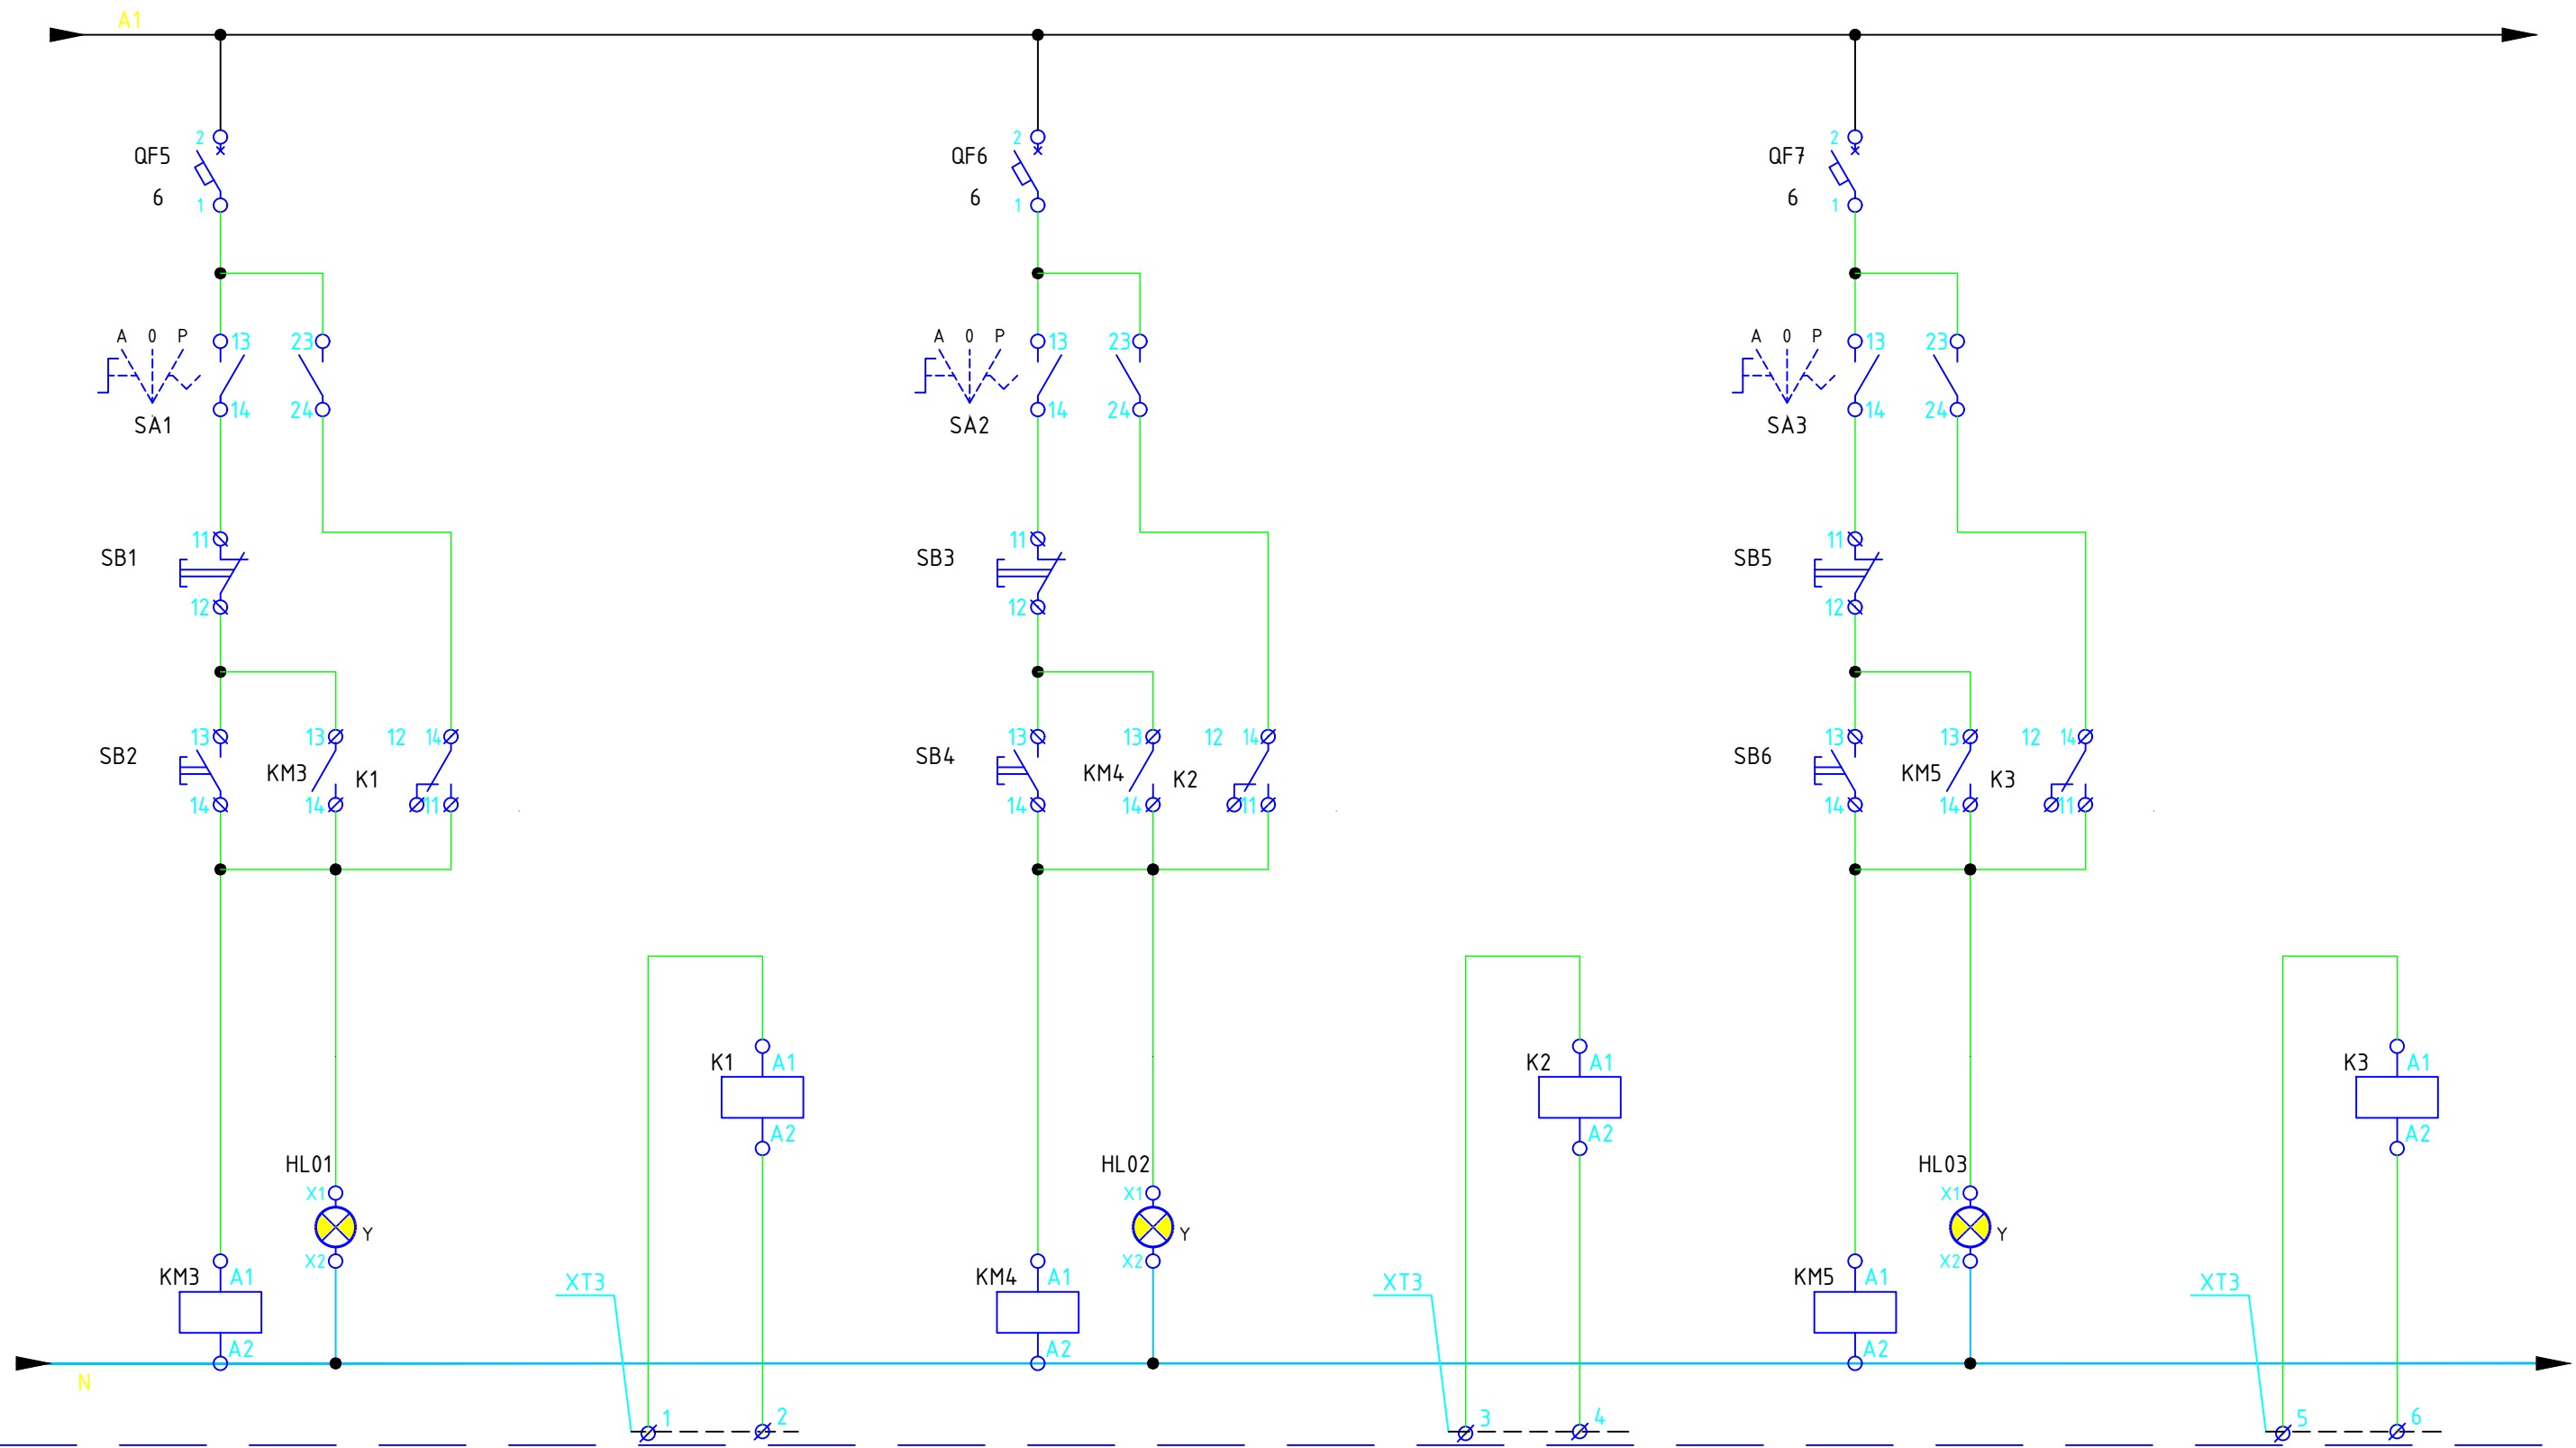 A1
2 2 2
QF5 QF6 QF7
6 1 6 1 6 1
A 0 P 13 23 A 0 P 13 23 A 0 P 13 23
14 24 14 24 14 24
SA1 SA2 SA3
11 11 11
SB1 SB3 SB5
12 12 12
13 13 12 14 13 13 12 14 13 13 12 14
SB2 KM3 K1 SB4 KM4 K2 SB6 KM5 K3
14 14 11 14 14 11 14 14 11
K1 A1 K2 A1 K3 A1
A2 A2 A2
HL01 HL02 HL03
X1 X1 X1
Y Y Y
X2 X2 X2
KM3 A1 XT3 KM4 A1 XT3 KM5 A1 XT3
A2 A2 A2
N
1 2 3 4 5 6